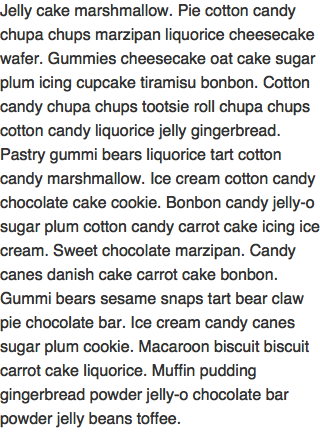 Jelly cake marshmallow. Pie cotton candy
chupa chups marzipan liquorice cheesecake
wafer. Gummies cheesecake oat cake sugar
plum icing cupcake tiramisu bonbon. Cotton
candy chupa chups tootsie roll chupa chups
cotton candy liquorice jelly gingerbread.
Pastry gummi bears liquorice tart cotton
candy marshmallow. Ice cream cotton candy
chocolate cake cookie. Bonbon candy jelly-o
sugar plum cotton candy carrot cake icing ice
cream. Sweet chocolate marzipan. Candy
canes danish cake carrot cake bonbon.
Gummi bears sesame snaps tart bear claw
pie chocolate bar. Ice cream candy canes
sugar plum cookie. Macaroon biscuit biscuit
carrot cake liquorice. Muffin pudding
gingerbread powder jelly-o chocolate bar
powder jelly beans toffee.